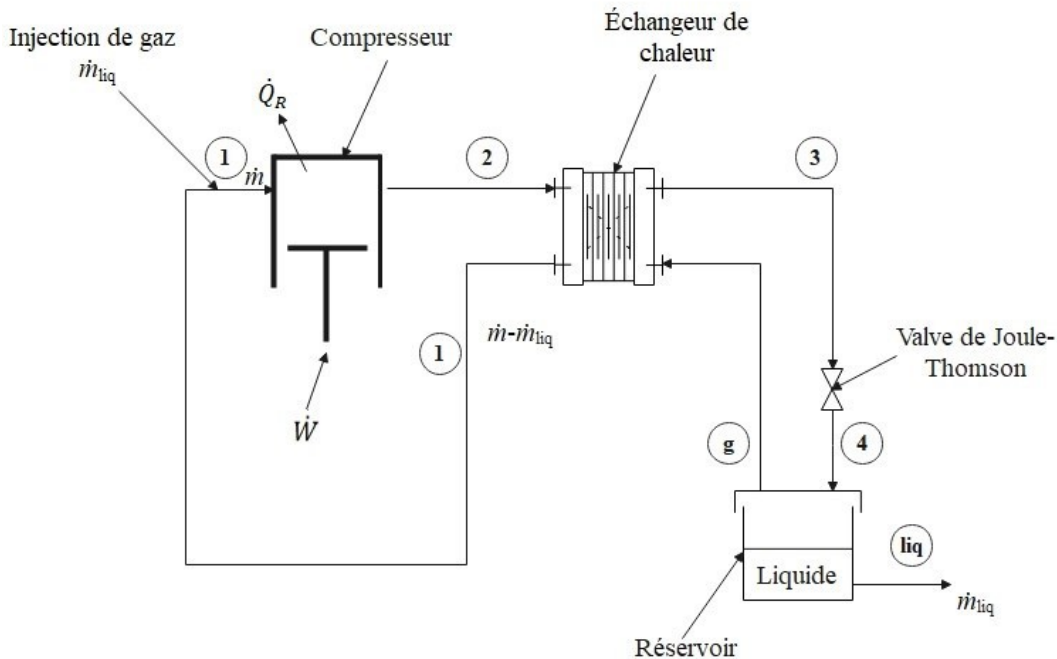 Injection de gaz
ṁliq
Compresseur
Échangeur de
chaleur
Q̇R
1
ṁ
2
3
1
ṁ-ṁliq
Valve de Joule-
Thomson
Ẇ
g
4
liq
Liquide
ṁliq
Réservoir